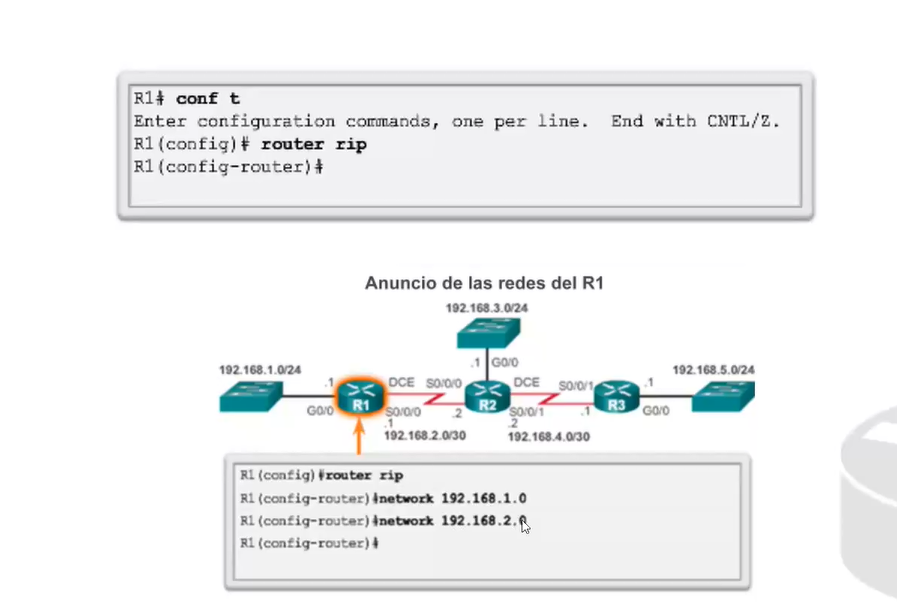 R1# conf t
Enter configuration commands, one per line.  End with CNTL/Z.
R1(config)# router rip
R1(config-router)#
Anuncio de las redes del R1
192.168.3.0/24
.1 G0/0
192.168.1.0/24
192.168.5.0/24
.1 DCE S0/0/0 DCE S0/0/1 .1
R1 R2 R3
G0/0 S0/0/0 .2 S0/0/1 .1 G0/0
.1 .2
192.168.2.0/30 192.168.4.0/30
R1(config)#router rip
R1(config-router)#network 192.168.1.0
R1(config-router)#network 192.168.2.0
R1(config-router)#